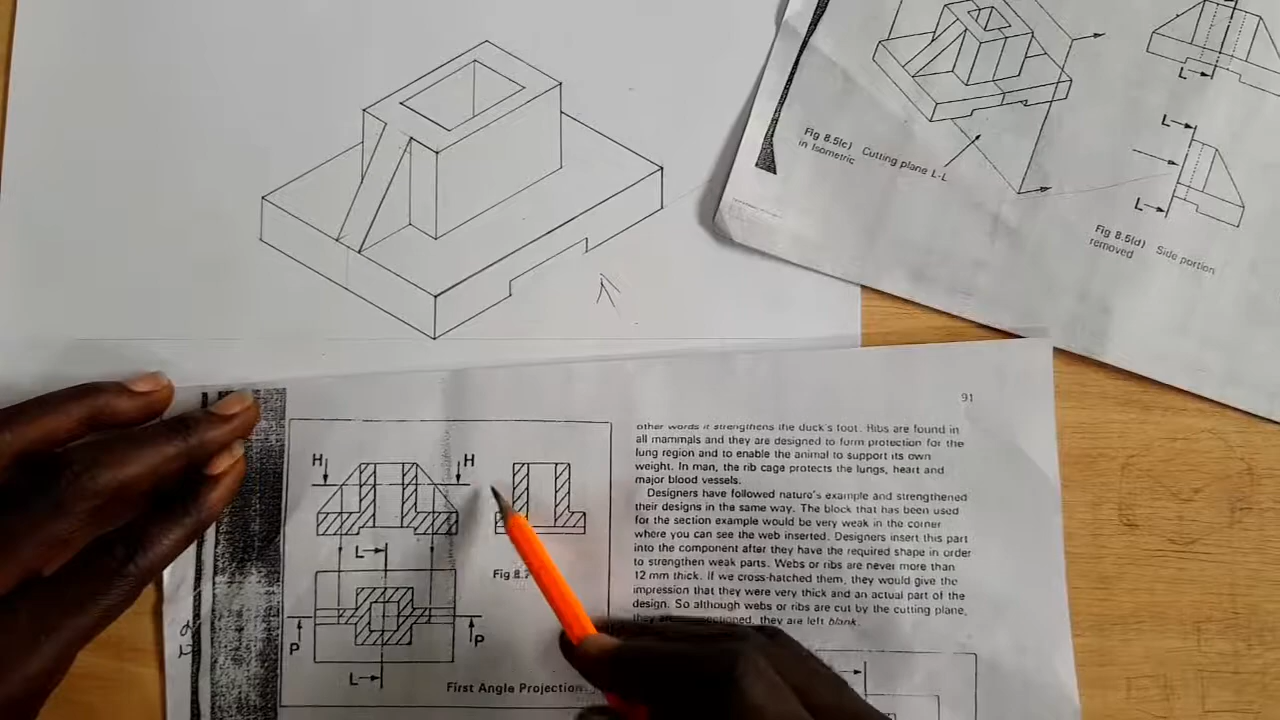 Fig 8.5(c) Cutting plane L-L
in Isometric
L
L
L
Fig 8.5(d) Side portion
removed
91
other words it strengthens the duck's foot. Ribs are found in
all mammals and they are designed to form protection for the
lung region and to enable the animal to support its own
weight. In man, the rib cage protects the lungs, heart and
major blood vessels.
Designers have followed nature's example and strengthened
their designs in the same way. The block that has been used
for the section example would be very weak in the corner
where you can see the web inserted. Designers insert this part
into the component after they have the required shape in order
to strengthen weak parts. Webs or ribs are never more than
12 mm thick. If we cross-hatched them, they would give the
impression that they were very thick and an actual part of the
design. So although webs or ribs are cut by the cutting plane,
they are left blank.
H
H
L
Fig 8.7
P
P
L
First Angle Projection